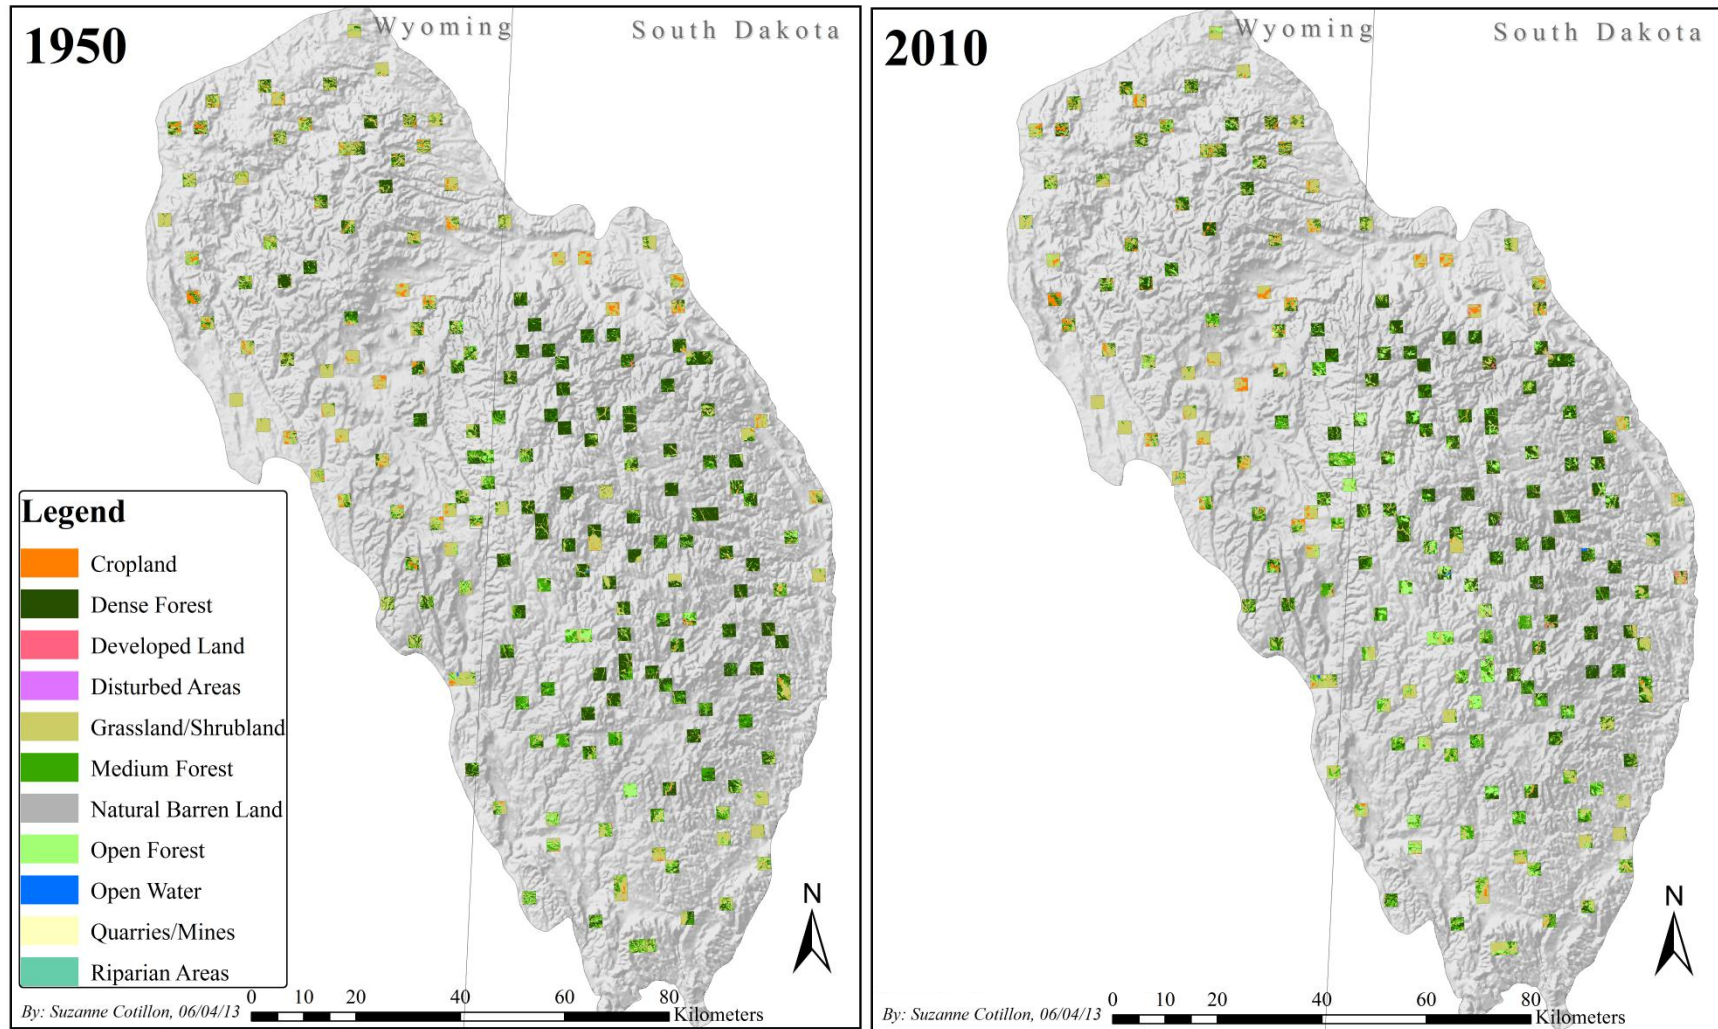 1950
Wyoming
South Dakota
Legend
Cropland
Dense Forest
Developed Land
Disturbed Areas
Grassland/Shrubland
Medium Forest
Natural Barren Land
Open Forest
Open Water
Quarries/Mines
Riparian Areas
By: Suzanne Cotillon, 06/04/13
0 10 20 40 60 80
Kilometers
N
2010
Wyoming
South Dakota
By: Suzanne Cotillon, 06/04/13
0 10 20 40 60 80
Kilometers
N